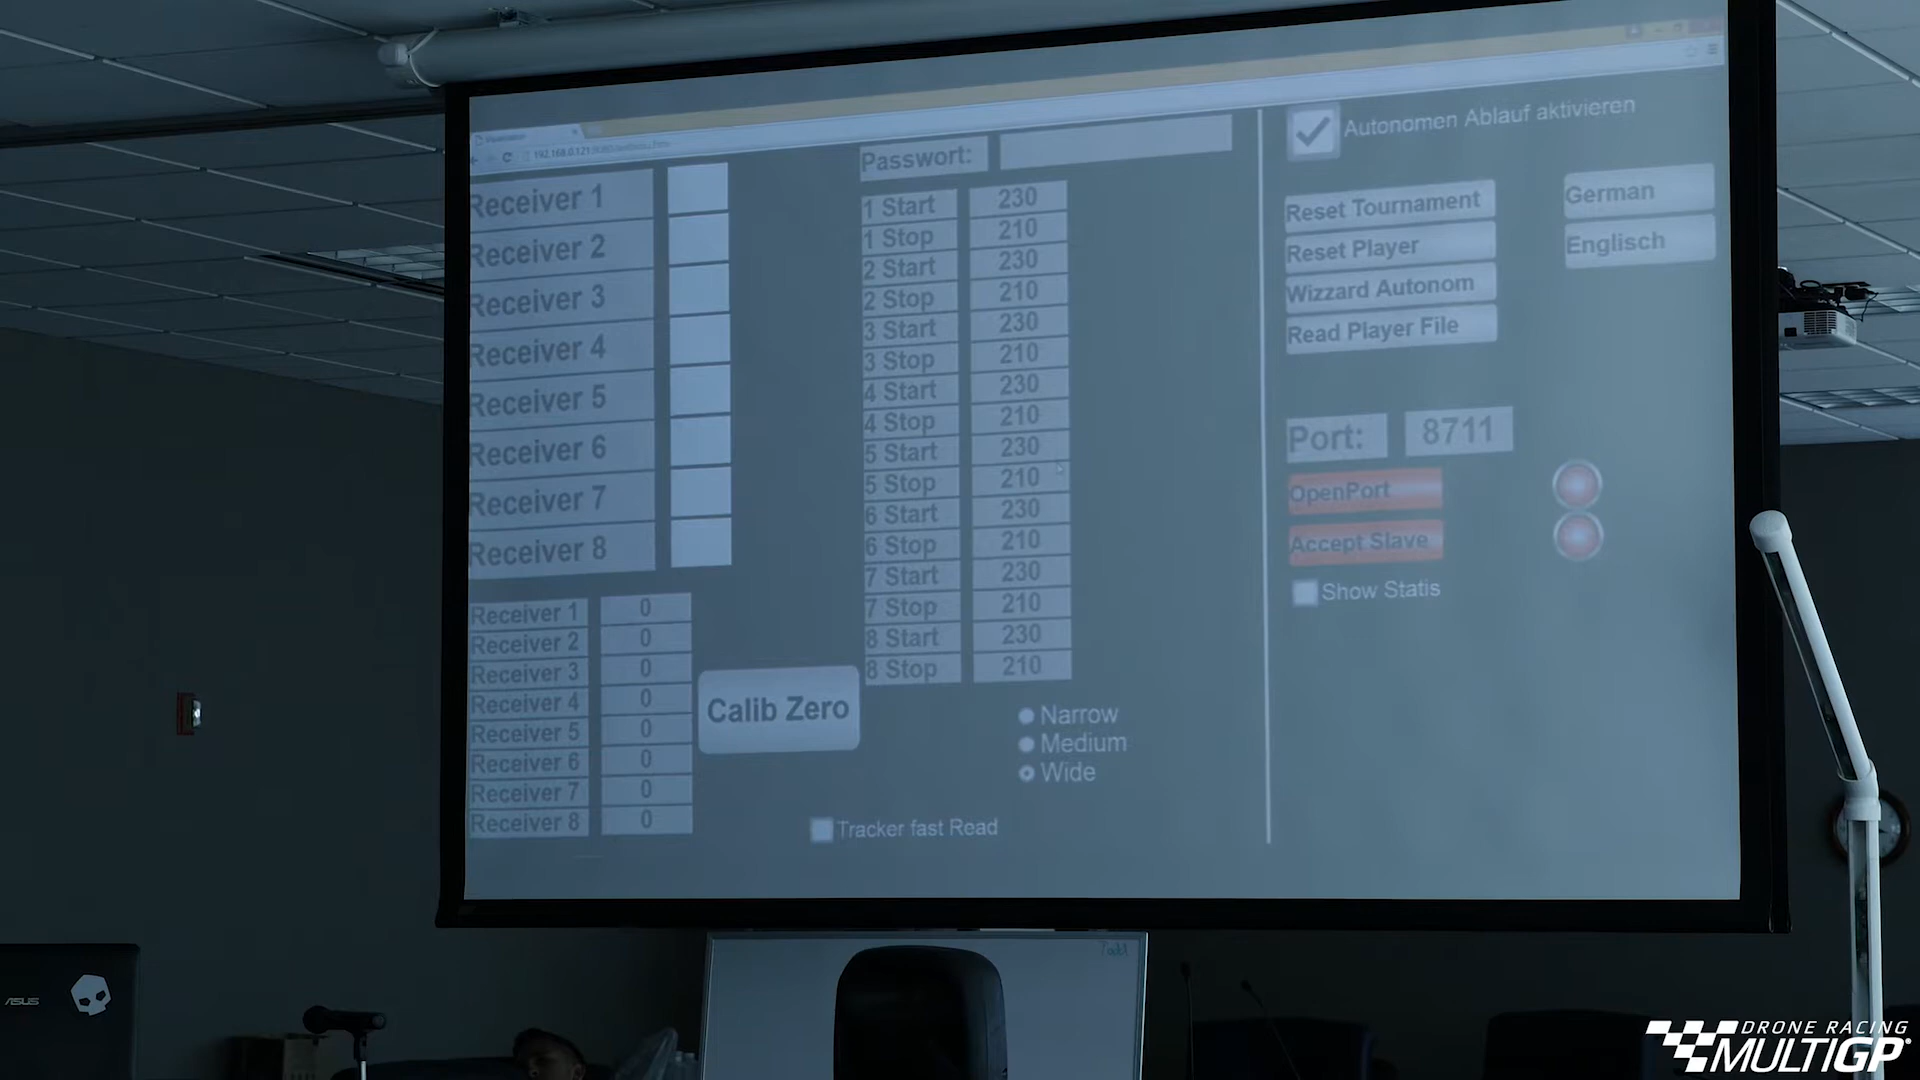 192.168.0.121
Receiver 1
Receiver 2
Receiver 3
Receiver 4
Receiver 5
Receiver 6
Receiver 7
Receiver 8
Receiver 1 0
Receiver 2 0
Receiver 3 0
Receiver 4 0
Receiver 5 0
Receiver 6 0
Receiver 7 0
Receiver 8 0
Calib Zero
Passwort:
1 Start 230
1 Stop 210
2 Start 230
2 Stop 210
3 Start 230
3 Stop 210
4 Start 230
4 Stop 210
5 Start 230
5 Stop 210
6 Start 230
6 Stop 210
7 Start 230
7 Stop 210
8 Start 230
8 Stop 210
Narrow
Medium
Wide
Tracker fast Read
Autonomen Ablauf aktivieren
Reset Tournament
Reset Player
Wizzard Autonom
Read Player File
German
Englisch
Port: 8711
OpenPort
Accept Slave
Show Statis
Todd
ASUS
DRONE RACING
MULTIGP